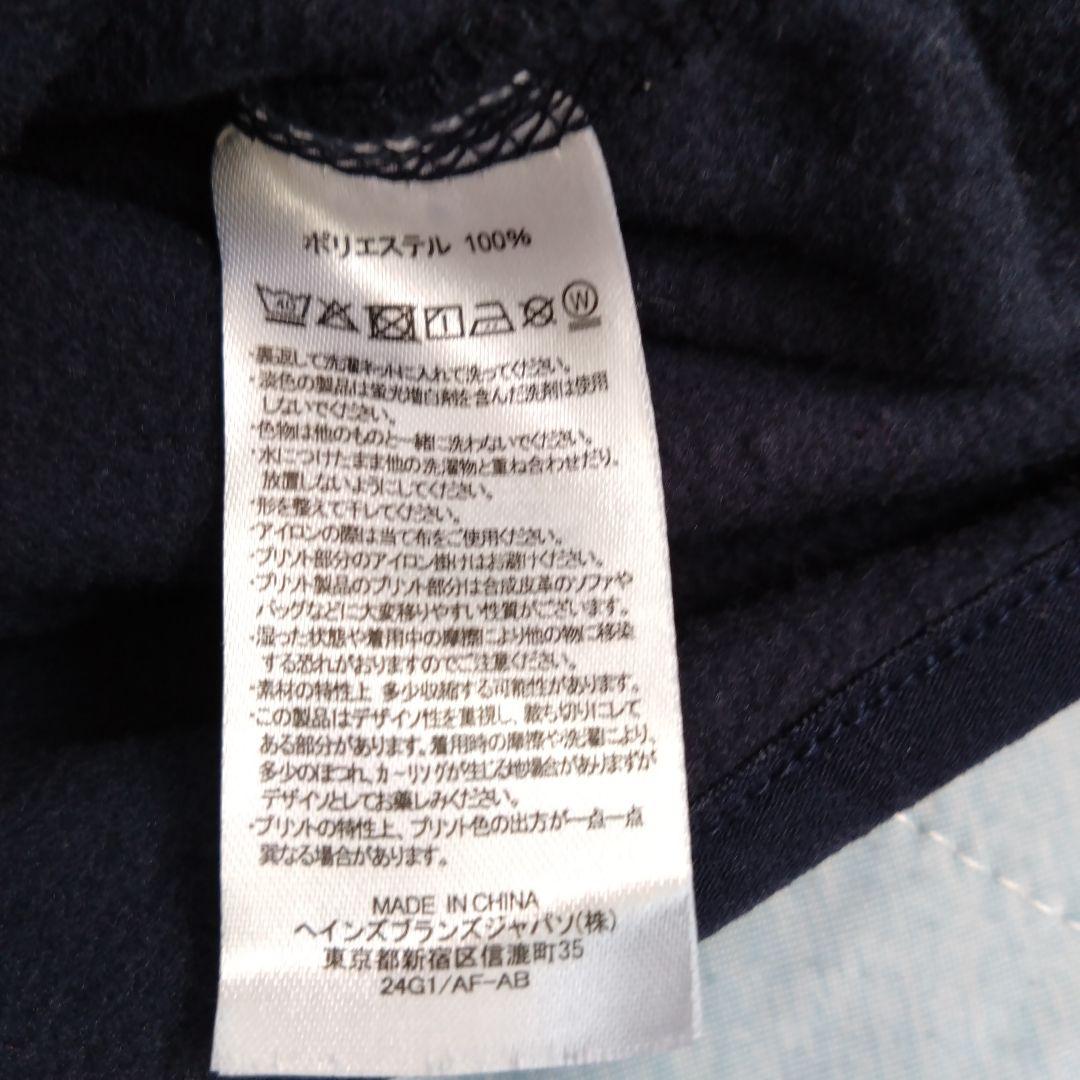 ポリエステル 100%
40
W
・裏返して洗濯ネットに入れて洗ってください。
・淡色の製品は蛍光増白剤を含んだ洗剤は使用
しないでください。
・色物は他のものと一緒に洗わないでください。
・水につけたまま他の洗濯物と重ね合わせだり、
放置しないようにしてください。
・形を整えて干してください。
・アイロンの際は当て布をご使用ください。
・プリント部分のアイロン掛けはお避けください。
・プリント製品のプリント部分は合成皮革のソファや
バッグなどに大変移りやすい性質がございます。
・湿った状態や着用中の摩擦により他の物に移染
する恐れがおりますのでご注意ください。
・素材の特性上 多少収縮する可能性があります。
・この製品はデザイソ性を重視し、裁ち切りにして
ある部分があります。着用時の摩擦や洗濯により、
多少のほつれ、カーリングが生じる場合がありますが
デザイソとしてお楽しみください。
・プリントの特性上、プリント色の出方が一点一点
異なる場合があります。
MADE IN CHINA
ヘインズブランズジャパソ(株)
東京都新宿区信濃町35
24G1/AF-AB